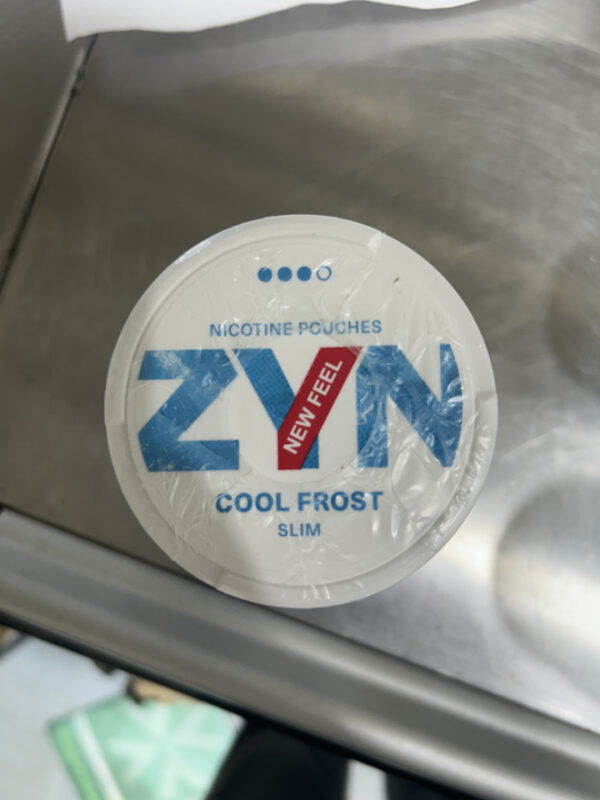 NICOTINE POUCHES
ZYN
NEW FEEL
COOL FROST
SLIM